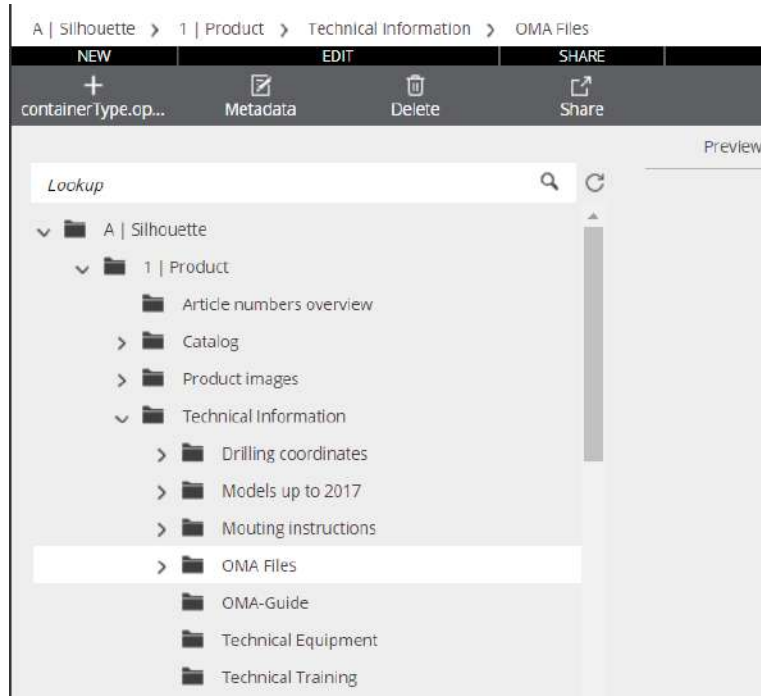 A | Silhouette > 1 | Product > Technical Information > OMA Files
NEW EDIT SHARE
containerType.op... Metadata Delete Share
Preview
Lookup
A | Silhouette
1 | Product
Article numbers overview
Catalog
Product images
Technical Information
Drilling coordinates
Models up to 2017
Mouting instructions
OMA Files
OMA-Guide
Technical Equipment
Technical Training